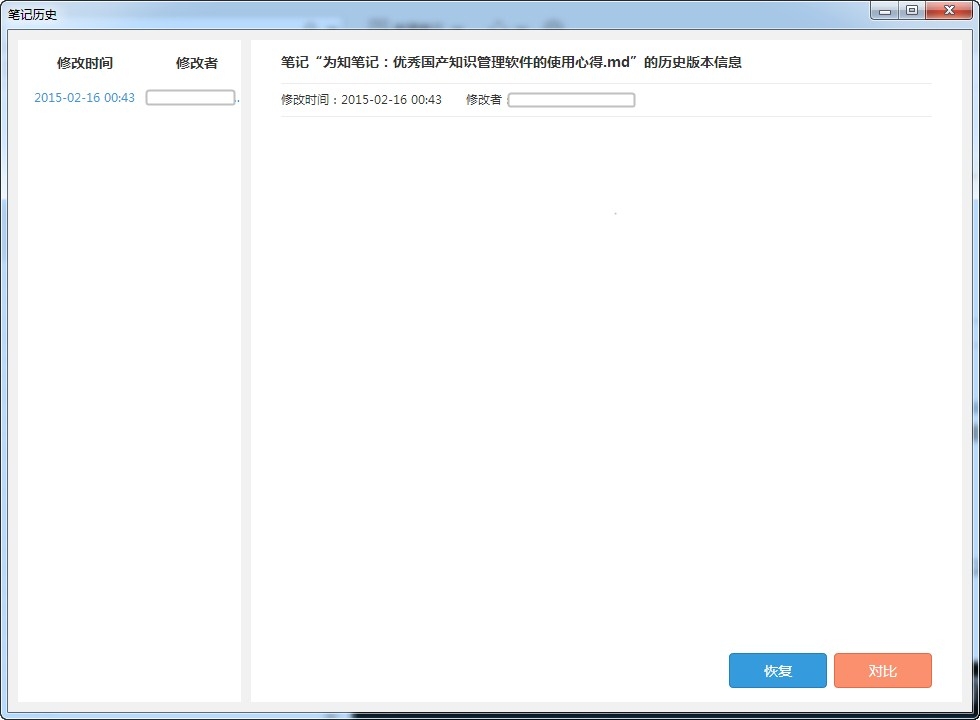 笔记历史
修改时间 修改者
2015-02-16 00:43 ..
笔记“为知笔记：优秀国产知识管理软件的使用心得.md”的历史版本信息
修改时间：2015-02-16 00:43 修改者：
恢复 对比